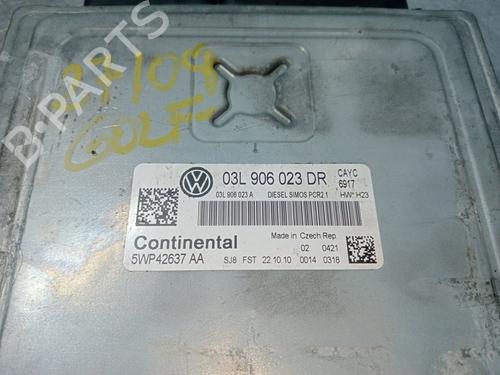 B-PARTS
27109
GOLF
03L 906 023 DR
CAYC
6917
03L 906 023 A DIESEL SIMOS PCR2.1 HW* H23
Continental
Made in Czech Rep.
02 0421
5WP42637 AA
SJ8 FST 22.10.10 0014 0318